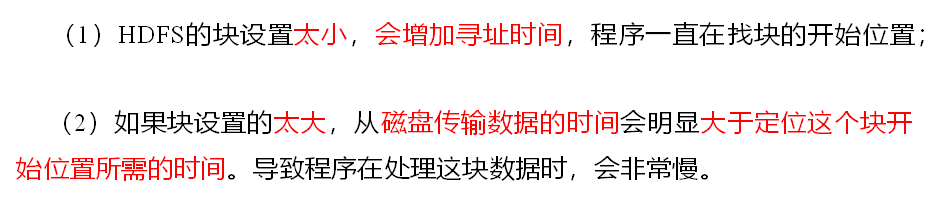 （1）HDFS的块设置太小，会增加寻址时间，程序一直在找块的开始位置；
（2）如果块设置的太大，从磁盘传输数据的时间会明显大于定位这个块开
始位置所需的时间。导致程序在处理这块数据时，会非常慢。